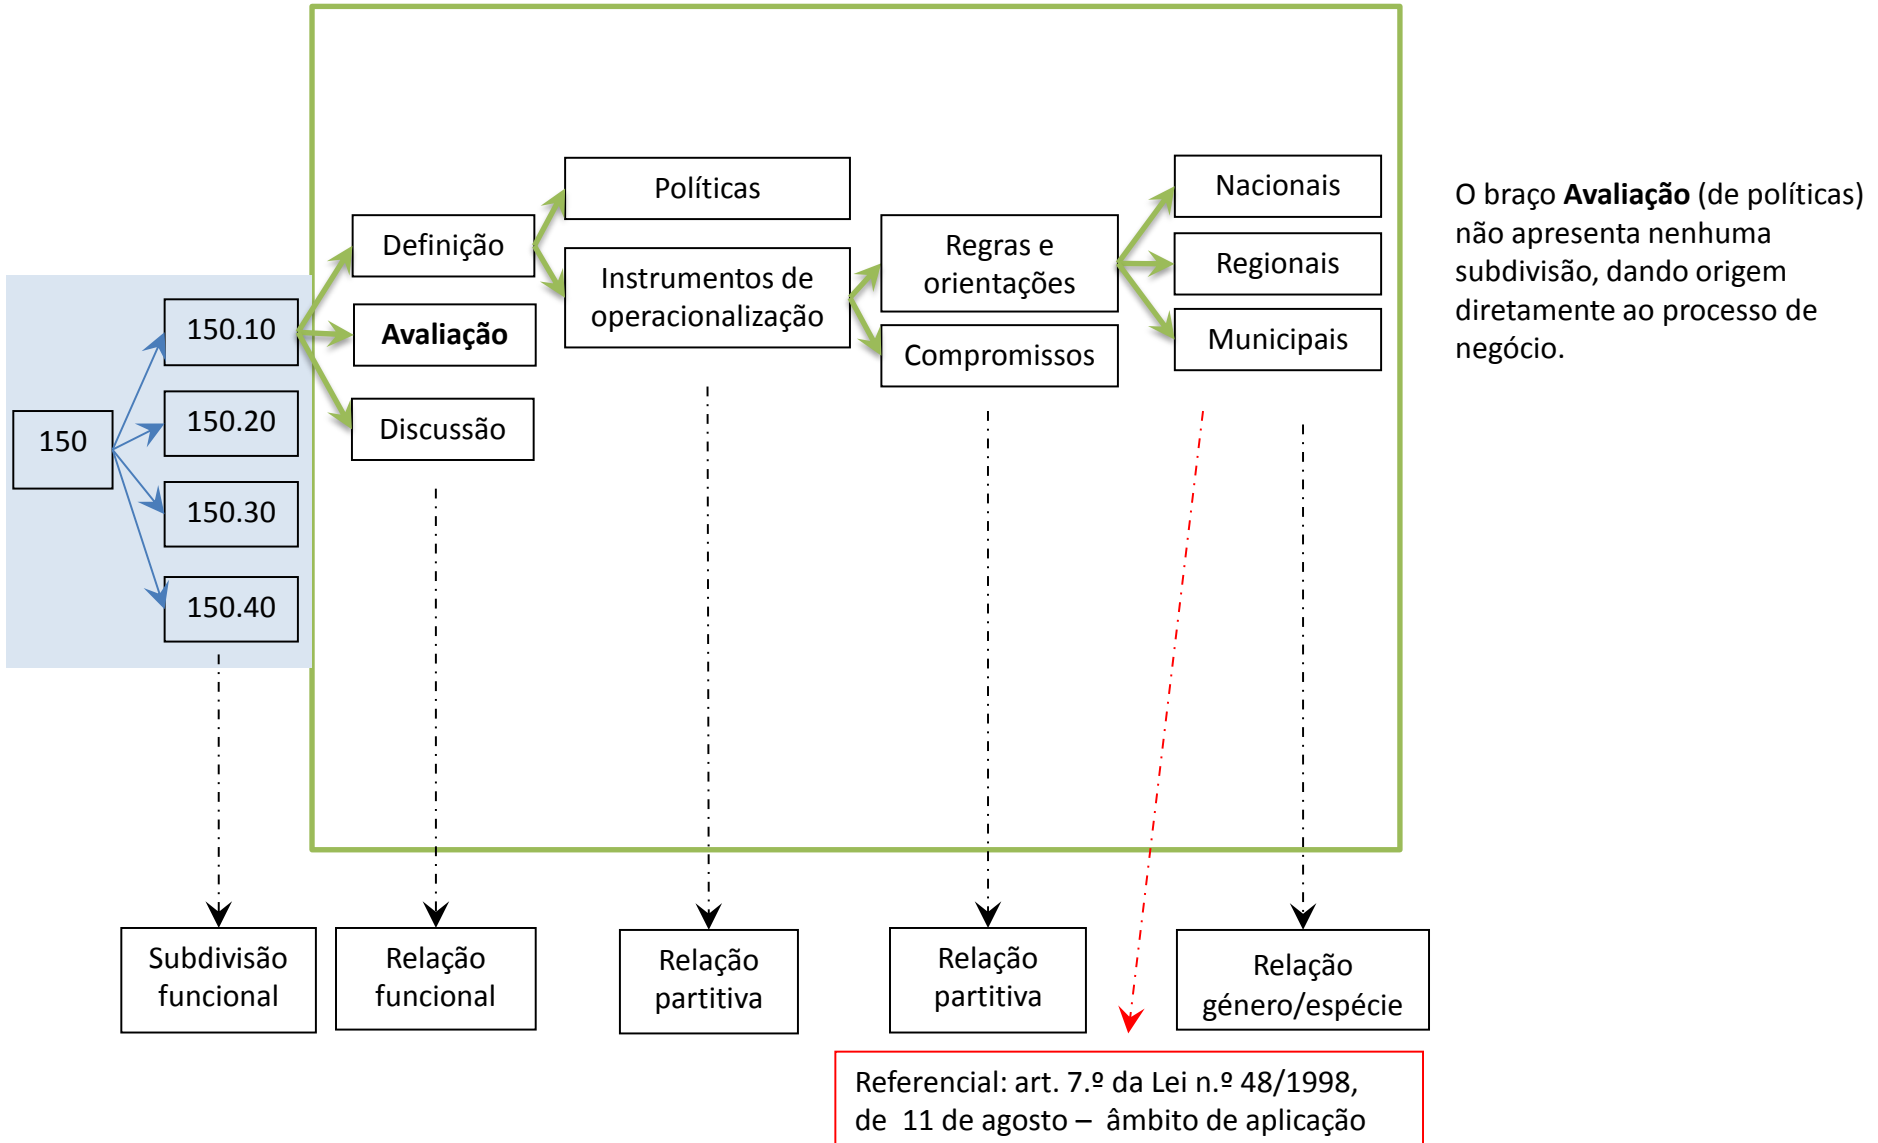 150
150.10
150.20
150.30
150.40
Definição
Avaliação
Discussão
Políticas
Instrumentos de
operacionalização
Regras e
orientações
Compromissos
Nacionais
Regionais
Municipais
O braço Avaliação (de políticas)
não apresenta nenhuma
subdivisão, dando origem
diretamente ao processo de
negócio.
Subdivisão
funcional
Relação
funcional
Relação
partitiva
Relação
partitiva
Relação
género/espécie
Referencial: art. 7.º da Lei n.º 48/1998,
de 11 de agosto – âmbito de aplicação